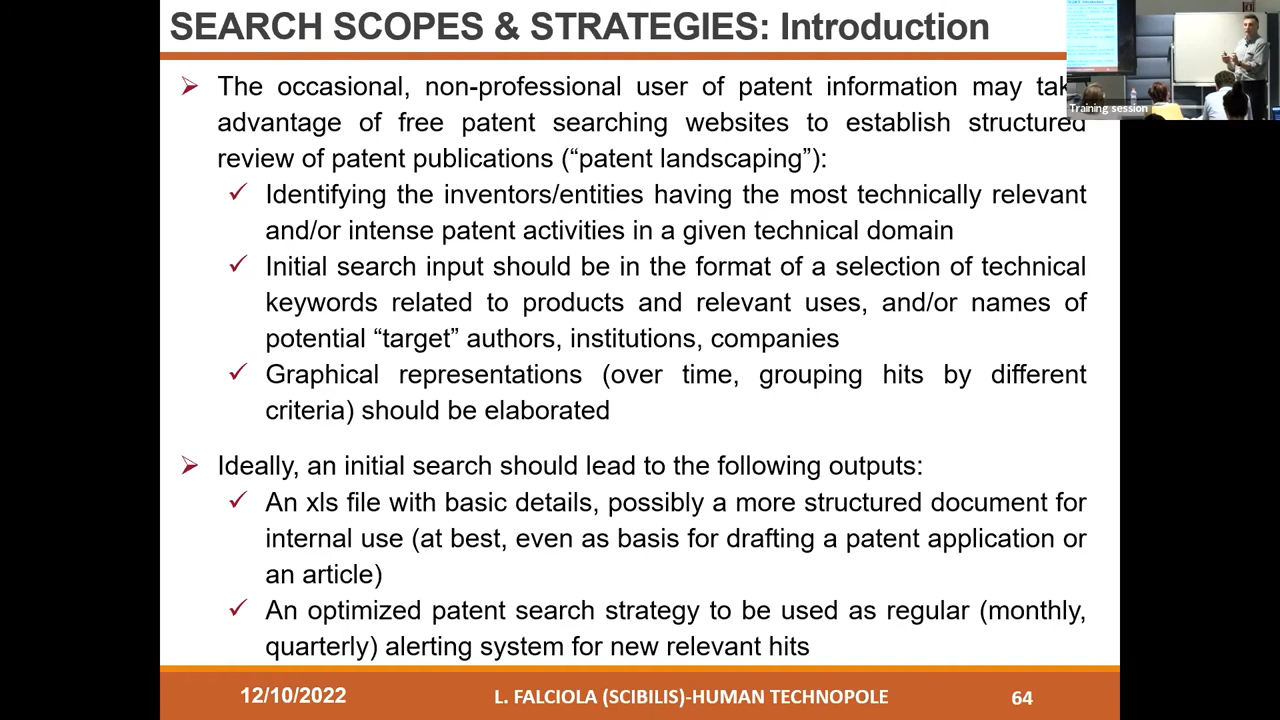 SEARCH SCOPES & STRATEGIES: Introduction
The occasional, non-professional user of patent information may tak
advantage of free patent searching websites to establish structured
review of patent publications (“patent landscaping”):
Identifying the inventors/entities having the most technically relevant
and/or intense patent activities in a given technical domain
Initial search input should be in the format of a selection of technical
keywords related to products and relevant uses, and/or names of
potential “target” authors, institutions, companies
Graphical representations (over time, grouping hits by different
criteria) should be elaborated
Ideally, an initial search should lead to the following outputs:
An xls file with basic details, possibly a more structured document for
internal use (at best, even as basis for drafting a patent application or
an article)
An optimized patent search strategy to be used as regular (monthly,
quarterly) alerting system for new relevant hits
12/10/2022
L. FALCIOLA (SCIBILIS)-HUMAN TECHNOPOLE
64
Training session